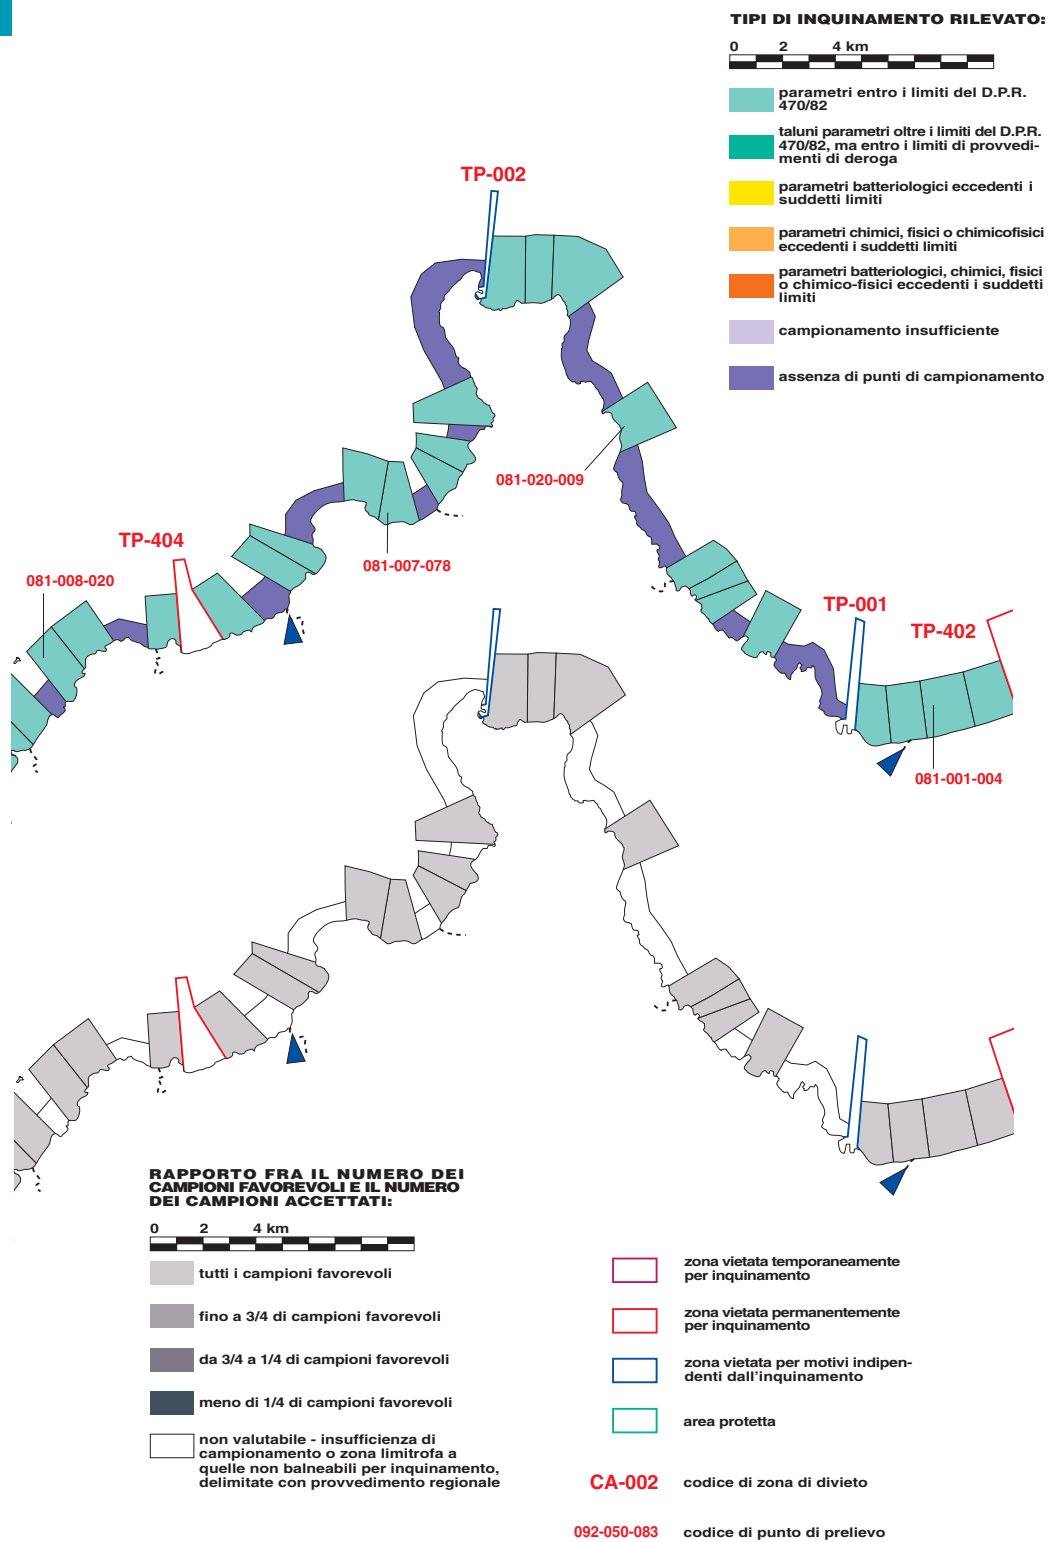 TIPI DI INQUINAMENTO RILEVATO:
0 2 4 km
parametri entro i limiti del D.P.R.
470/82
taluni parametri oltre i limiti del D.P.R.
470/82, ma entro i limiti di provvedi-
menti di deroga
parametri batteriologici eccedenti i
suddetti limiti
parametri chimici, fisici o chimicofisici
eccedenti i suddetti limiti
parametri batteriologici, chimici, fisici
o chimico-fisici eccedenti i suddetti
limiti
campionamento insufficiente
assenza di punti di campionamento
TP-002
081-020-009
TP-404
081-007-078
081-008-020
TP-001
TP-402
081-001-004
RAPPORTO FRA IL NUMERO DEI
CAMPIONI FAVOREVOLI E IL NUMERO
DEI CAMPIONI ACCETTATI:
0 2 4 km
tutti i campioni favorevoli
fino a 3/4 di campioni favorevoli
da 3/4 a 1/4 di campioni favorevoli
meno di 1/4 di campioni favorevoli
non valutabile - insufficienza di
campionamento o zona limitrofa a
quelle non balneabili per inquinamento,
delimitate con provvedimento regionale
zona vietata temporaneamente
per inquinamento
zona vietata permanentemente
per inquinamento
zona vietata per motivi indipen-
denti dall'inquinamento
area protetta
CA-002 codice di zona di divieto
092-050-083 codice di punto di prelievo